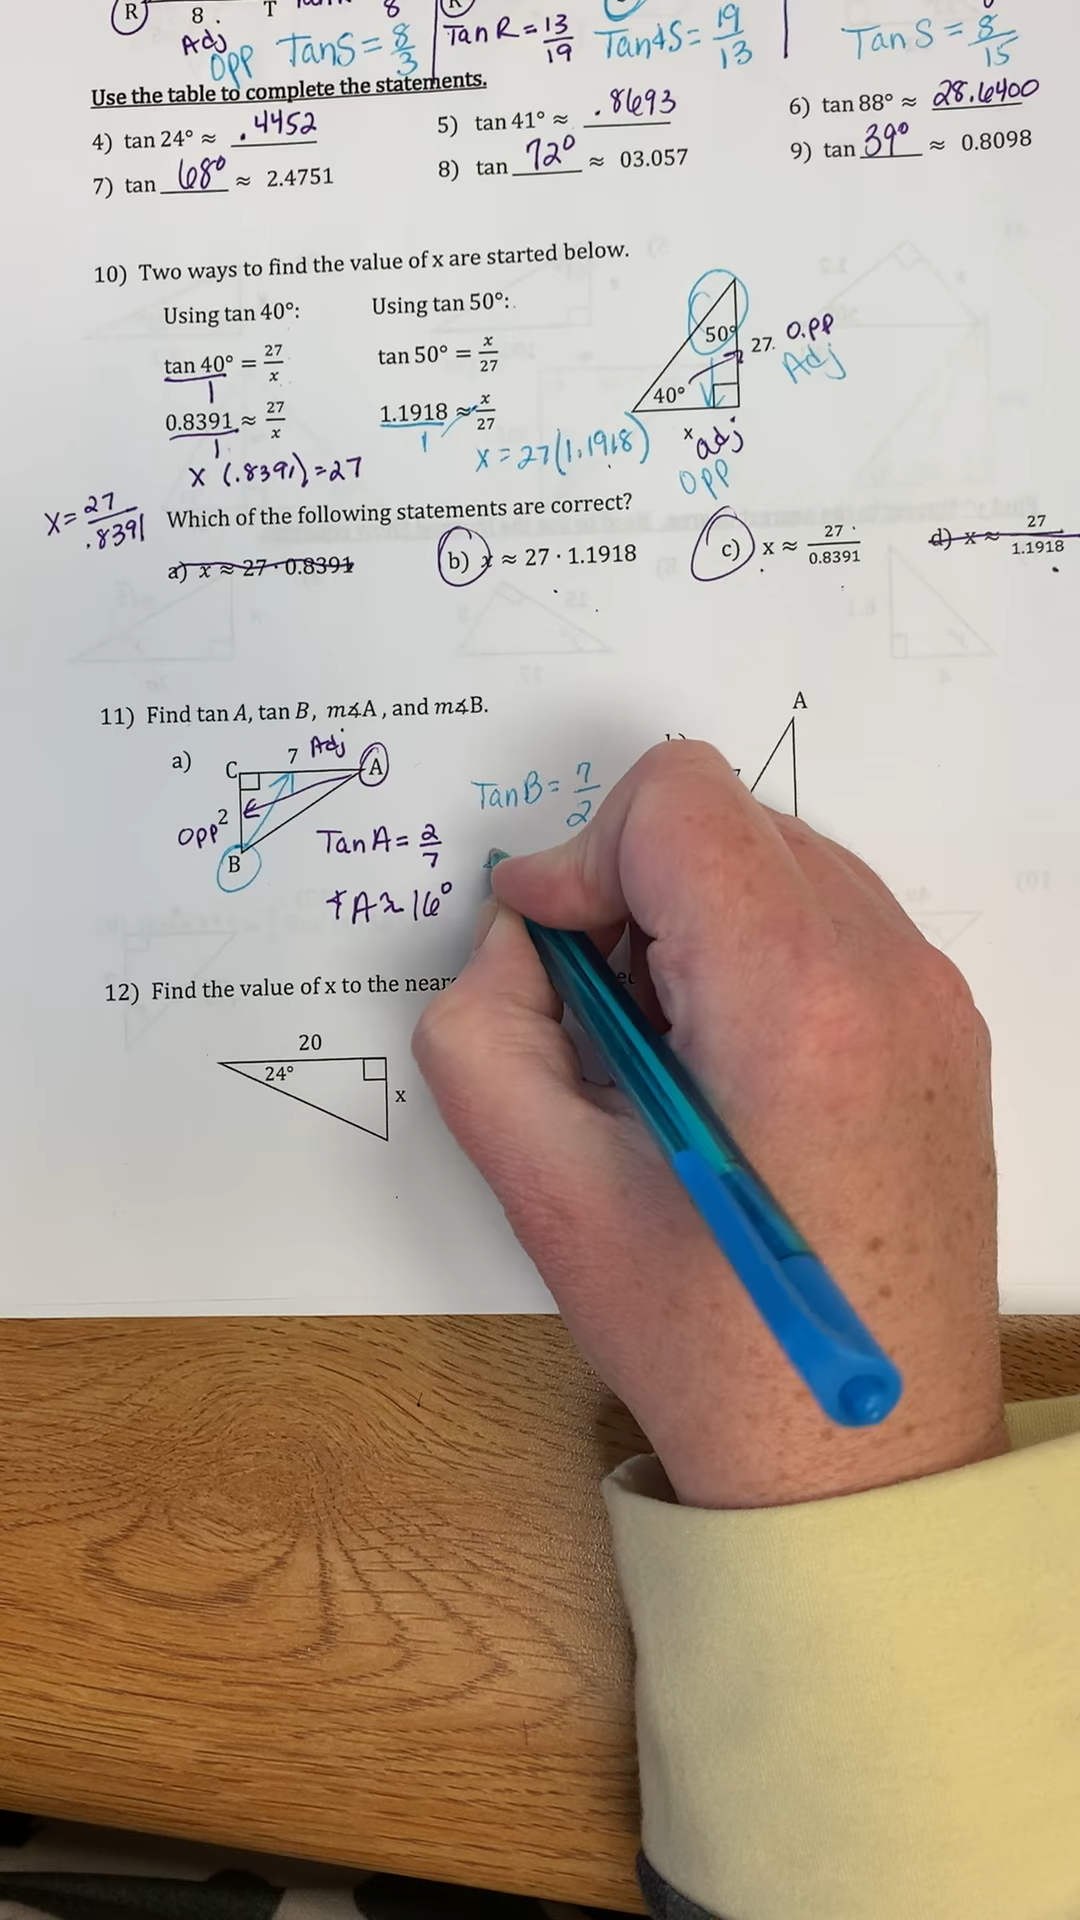 R 8. T 8
Adj
Opp TanS = 8/3 Tan R = 13/19 Tan∡S = 19/13 Tan S = 8/15
Use the table to complete the statements.
4) tan 24° ≈ .4452 5) tan 41° ≈ .8693 6) tan 88° ≈ 28.6400
7) tan 68° ≈ 2.4751 8) tan 72° ≈ 03.057 9) tan 39° ≈ 0.8098
10) Two ways to find the value of x are started below.
Using tan 40°: Using tan 50°:
tan 40° = 27/x tan 50° = x/27 50° 27. Opp
1 Adj
0.8391 ≈ 27/x 1.1918 ≈ x/27 40°
1 1 x adj
x (.8391) = 27 x = 27(1.1918) Opp
x = 27/.8391 Which of the following statements are correct?
a) x ≈ 27 · 0.8391 b) x ≈ 27 · 1.1918 c) x ≈ 27/0.8391 d) x ≈ 27/1.1918
11) Find tan A, tan B, m∡A , and m∡B.
a) C 7 Adj A A
Opp 2 TanB = 7/2
B Tan A = 2/7
∡A ≈ 16°
12) Find the value of x to the near
20
24°
x